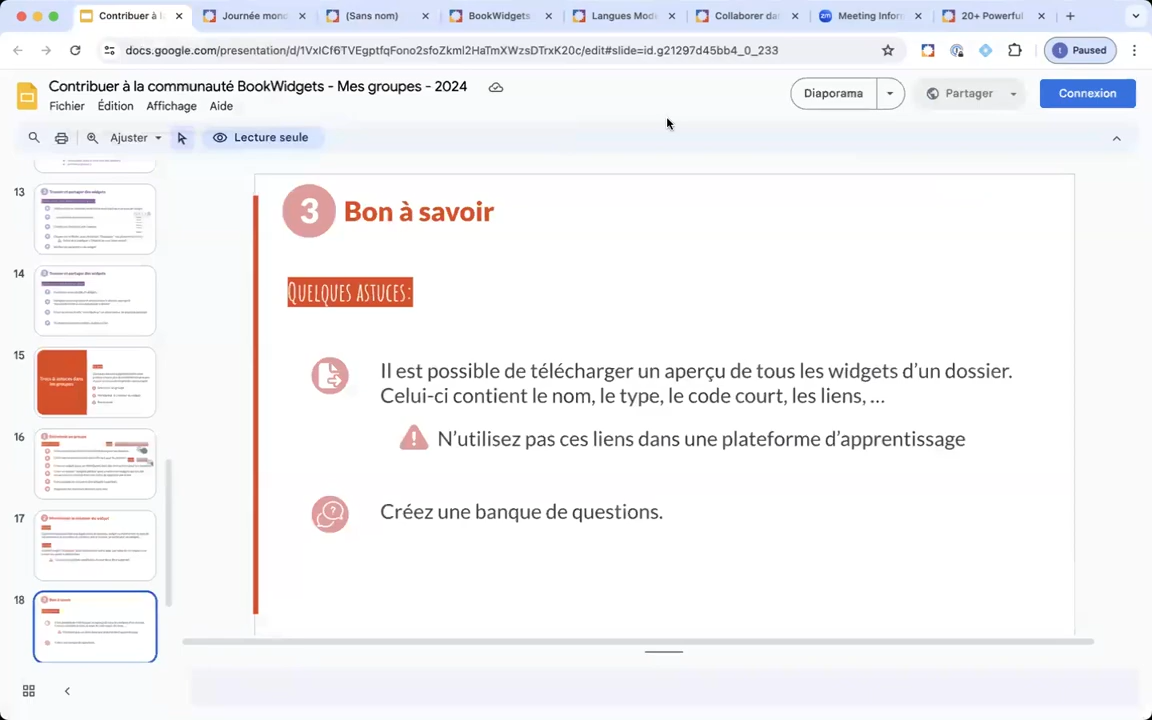 Contribuer à la
Journée mond
(Sans nom)
BookWidgets
Langues Mod
Collaborer da
Meeting Inforr
20+ Powerful
docs.google.com/presentation/d/1VxICf6TVEgptfqFono2sfoZkmI2HaTmXWzsDTrxK20c/edit#slide=id.g21297d45bb4_0_233
Paused
Contribuer à la communauté BookWidgets - Mes groupes - 2024
Fichier Édition Affichage Aide
Diaporama
Partager
Connexion
Ajuster
Lecture seule
13
14
15
16
17
18
3 Bon à savoir
QUELQUES ASTUCES:
Il est possible de télécharger un aperçu de tous les widgets d'un dossier.
Celui-ci contient le nom, le type, le code court, les liens, ...
N'utilisez pas ces liens dans une plateforme d'apprentissage
Créez une banque de questions.